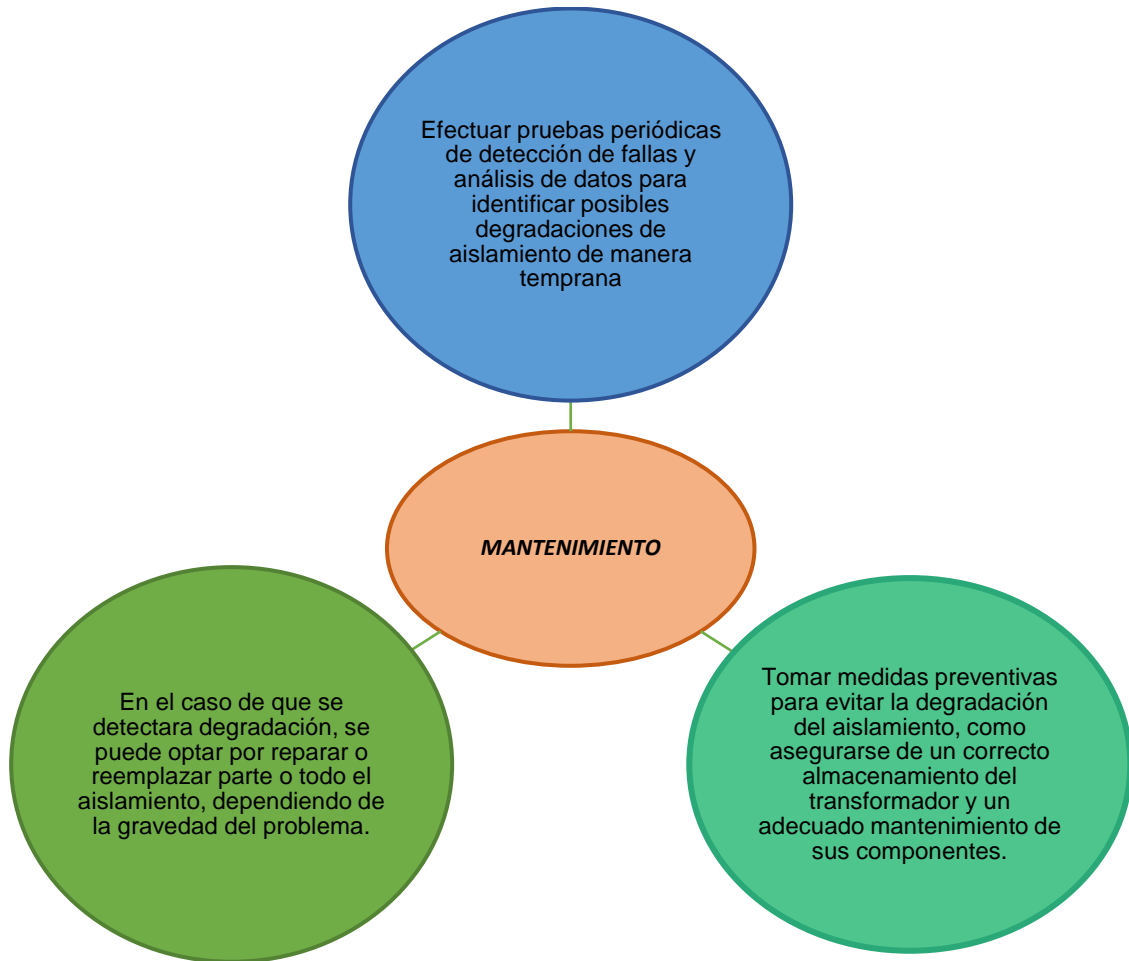 Efectuar pruebas periódicas
de detección de fallas y
análisis de datos para
identificar posibles
degradaciones de
aislamiento de manera
temprana
MANTENIMIENTO
En el caso de que se
detectara degradación, se
puede optar por reparar o
reemplazar parte o todo el
aislamiento, dependiendo de
la gravedad del problema.
Tomar medidas preventivas
para evitar la degradación
del aislamiento, como
asegurarse de un correcto
almacenamiento del
transformador y un
adecuado mantenimiento de
sus componentes.